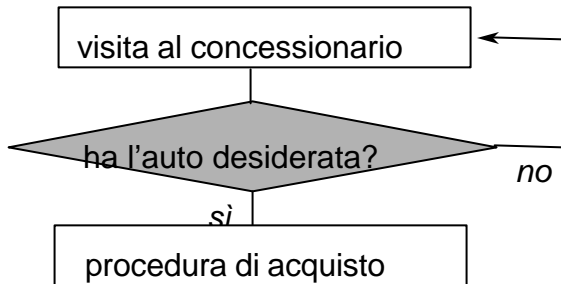 visita al concessionario
ha l'auto desiderata?
no
sì
procedura di acquisto